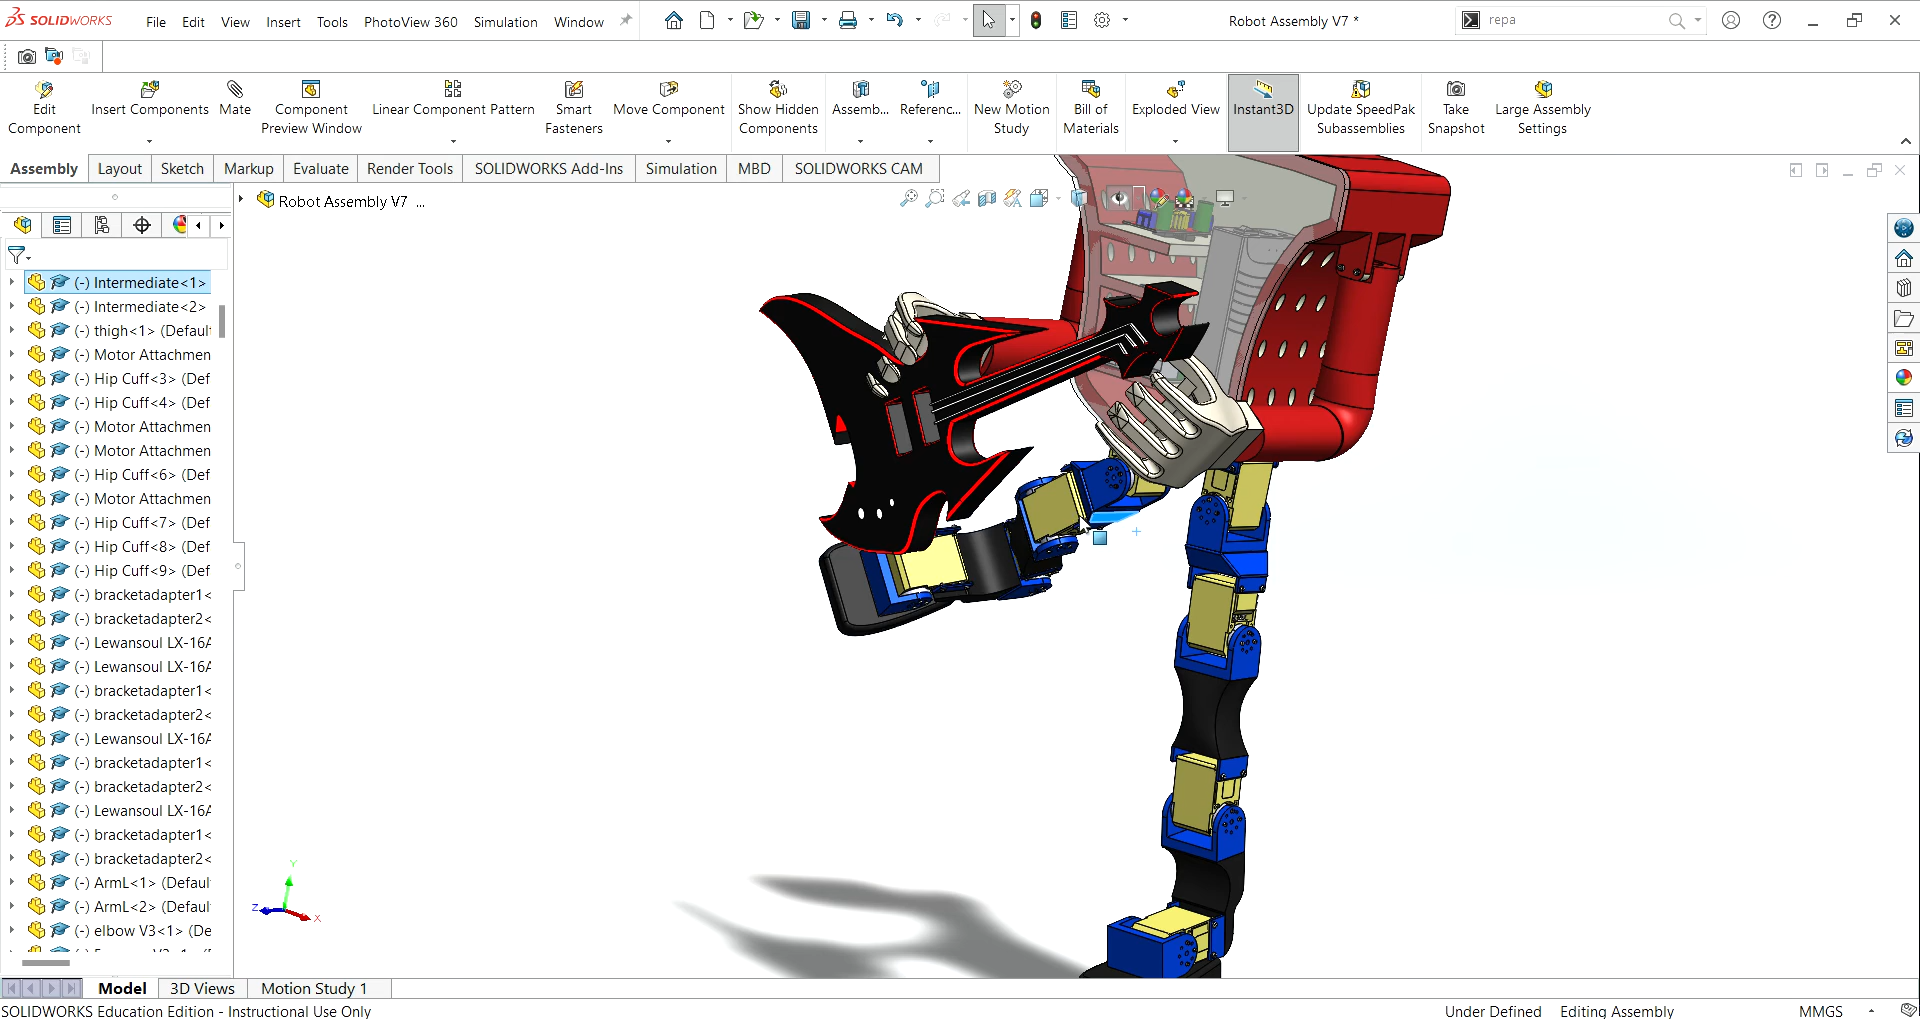 SOLIDWORKS File Edit View Insert Tools PhotoView 360 Simulation Window Robot Assembly V7 * repa
Edit Component Insert Components Mate Component Preview Window Linear Component Pattern Smart Fasteners Move Component Show Hidden Components Assemb... Referenc... New Motion Study Bill of Materials Exploded View Instant3D Update SpeedPak Subassemblies Take Snapshot Large Assembly Settings
Assembly Layout Sketch Markup Evaluate Render Tools SOLIDWORKS Add-Ins Simulation MBD SOLIDWORKS CAM
Robot Assembly V7 ...
(-) Intermediate<1>
(-) Intermediate<2>
(-) thigh<1> (Default
(-) Motor Attachmen
(-) Hip Cuff<3> (Def
(-) Hip Cuff<4> (Def
(-) Motor Attachmen
(-) Motor Attachmen
(-) Hip Cuff<6> (Def
(-) Motor Attachmen
(-) Hip Cuff<7> (Def
(-) Hip Cuff<8> (Def
(-) Hip Cuff<9> (Def
(-) bracketadapter1<
(-) bracketadapter2<
(-) Lewansoul LX-16A
(-) Lewansoul LX-16A
(-) bracketadapter1<
(-) bracketadapter2<
(-) Lewansoul LX-16A
(-) bracketadapter1<
(-) bracketadapter2<
(-) Lewansoul LX-16A
(-) bracketadapter1<
(-) bracketadapter2<
(-) ArmL<1> (Defaul
(-) ArmL<2> (Defaul
(-) elbow V3<1> (De
Y
Z X
Model 3D Views Motion Study 1
SOLIDWORKS Education Edition - Instructional Use Only Under Defined Editing Assembly MMGS